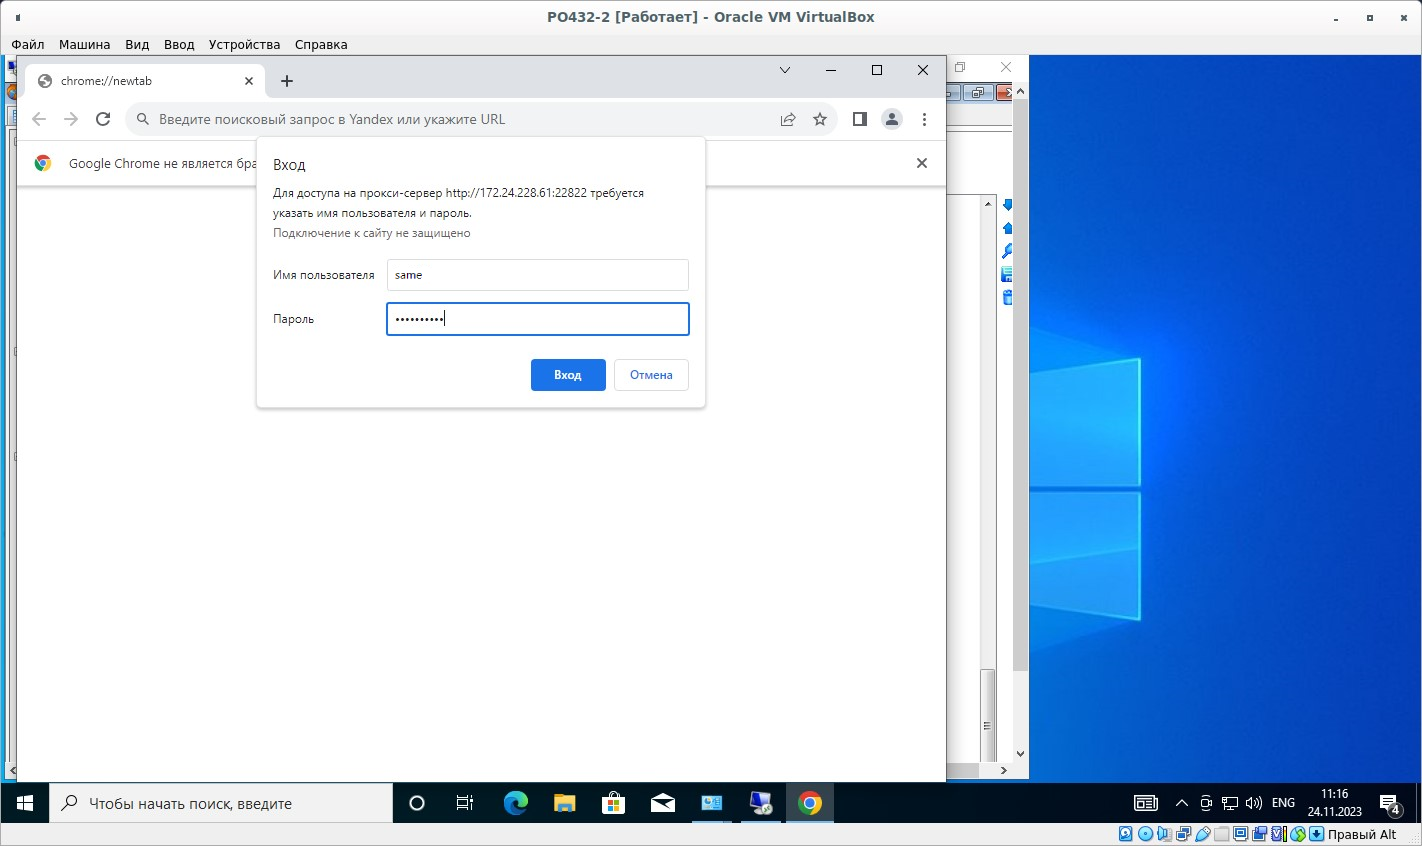 PO432-2 [Работает] - Oracle VM VirtualBox
Файл Машина Вид Ввод Устройства Справка
chrome://newtab
Введите поисковый запрос в Yandex или укажите URL
Google Chrome не является бра
Вход
Для доступа на прокси-сервер http://172.24.228.61:22822 требуется
указать имя пользователя и пароль.
Подключение к сайту не защищено
Имя пользователя same
Пароль ••••••••••
Вход Отмена
Чтобы начать поиск, введите
ENG
11:16
24.11.2023
4
Правый Alt